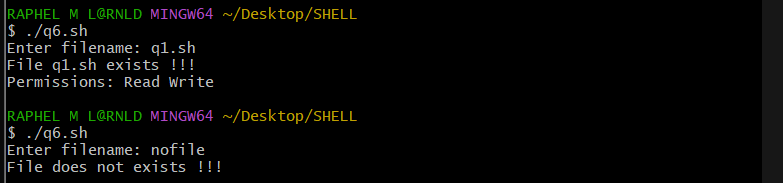 RAPHEL M L@RNLD MINGW64 ~/Desktop/SHELL
$ ./q6.sh
Enter filename: q1.sh
File q1.sh exists !!!
Permissions: Read Write
RAPHEL M L@RNLD MINGW64 ~/Desktop/SHELL
$ ./q6.sh
Enter filename: nofile
File does not exists !!!